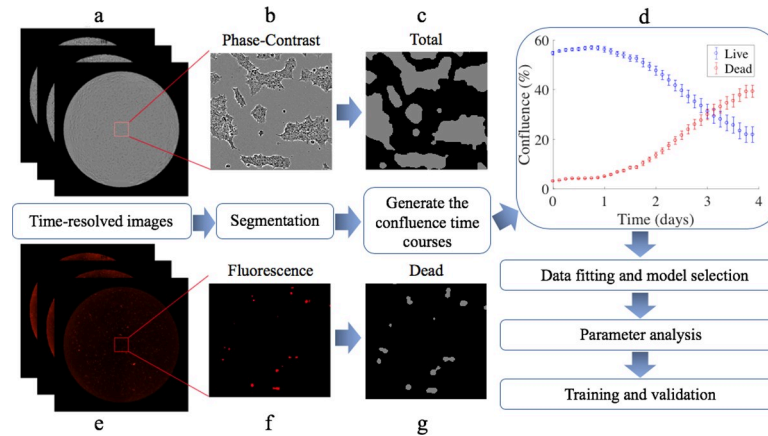 a
b
c
d
Phase-Contrast
Total
60
40
20
0
Confluence (%)
Live
Dead
0
1
2
3
4
Time (days)
Time-resolved images
Segmentation
Generate the
confluence time
courses
Fluorescence
Dead
Data fitting and model selection
Parameter analysis
Training and validation
e
f
g